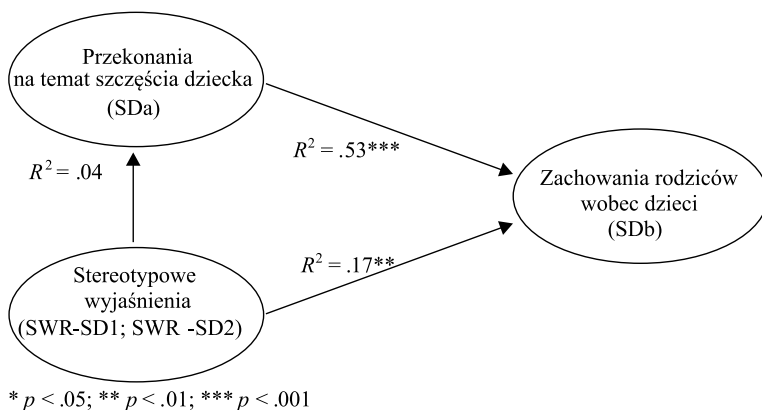 Przekonania
na temat szczęścia dziecka
(SDa)
R² = .53***
R² = .04
Zachowania rodziców
wobec dzieci
(SDb)
R² = .17**
Stereotypowe
wyjaśnienia
(SWR-SD1; SWR -SD2)
* p < .05; ** p < .01; *** p < .001